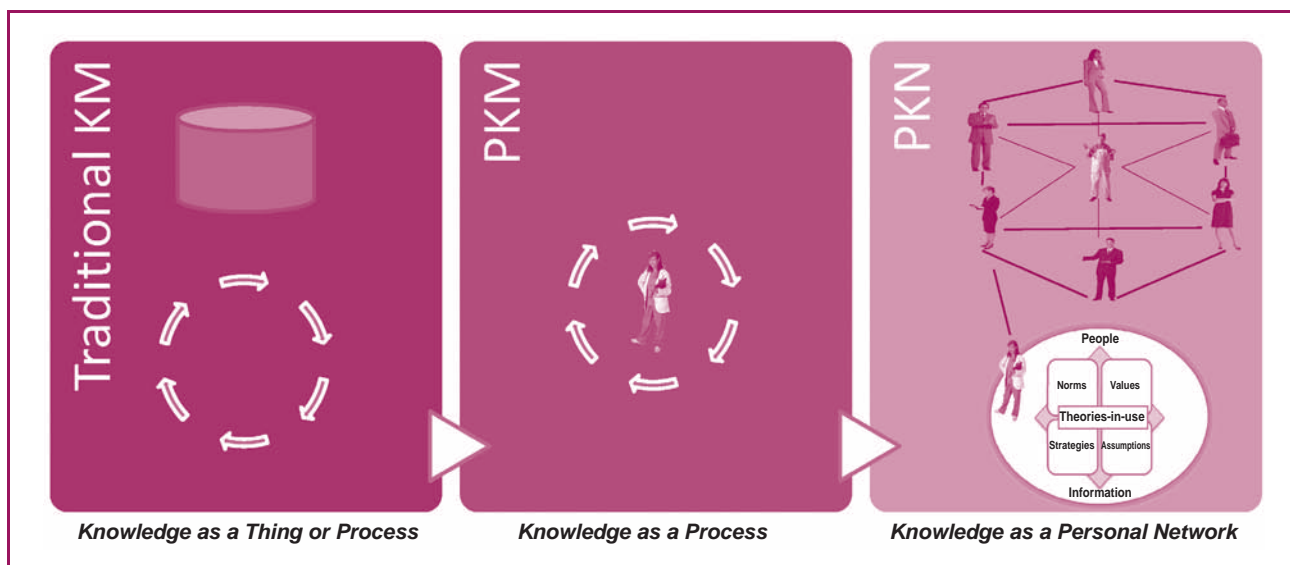 Traditional KM
PKM
PKN
People
Norms
Values
Theories-in-use
Strategies
Assumptions
Information
Knowledge as a Thing or Process
Knowledge as a Process
Knowledge as a Personal Network